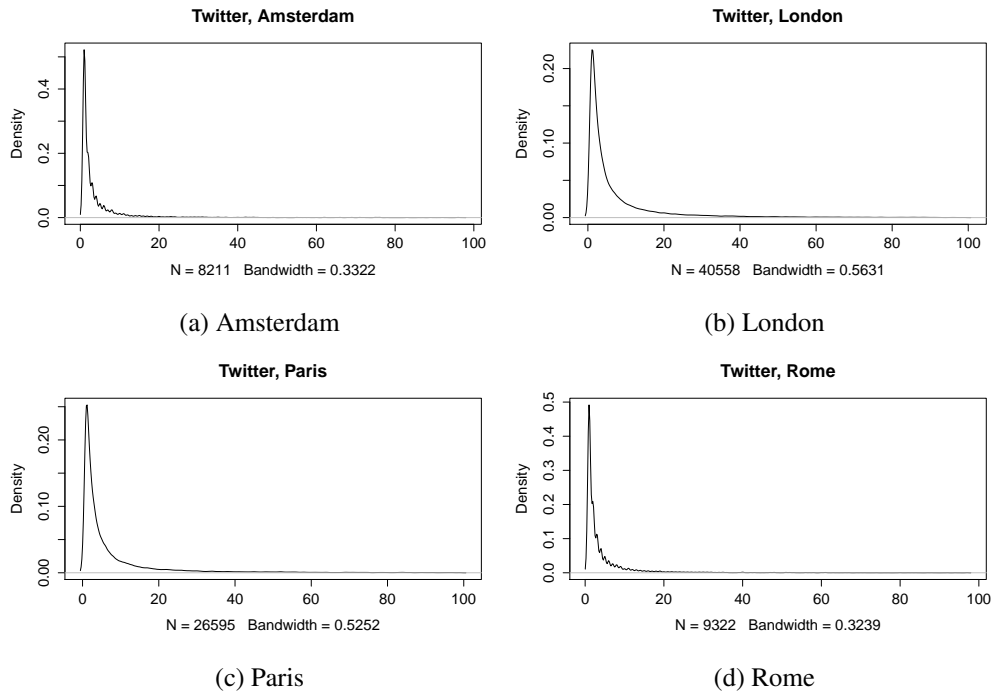 Twitter, Amsterdam
Density
0.0
0.2
0.4
0
20
40
60
80
100
N = 8211 Bandwidth = 0.3322
(a) Amsterdam
Twitter, London
Density
0.00
0.10
0.20
0
20
40
60
80
100
N = 40558 Bandwidth = 0.5631
(b) London
Twitter, Paris
Density
0.00
0.10
0.20
0
20
40
60
80
100
N = 26595 Bandwidth = 0.5252
(c) Paris
Twitter, Rome
Density
0.0
0.1
0.2
0.3
0.4
0.5
0
20
40
60
80
100
N = 9322 Bandwidth = 0.3239
(d) Rome